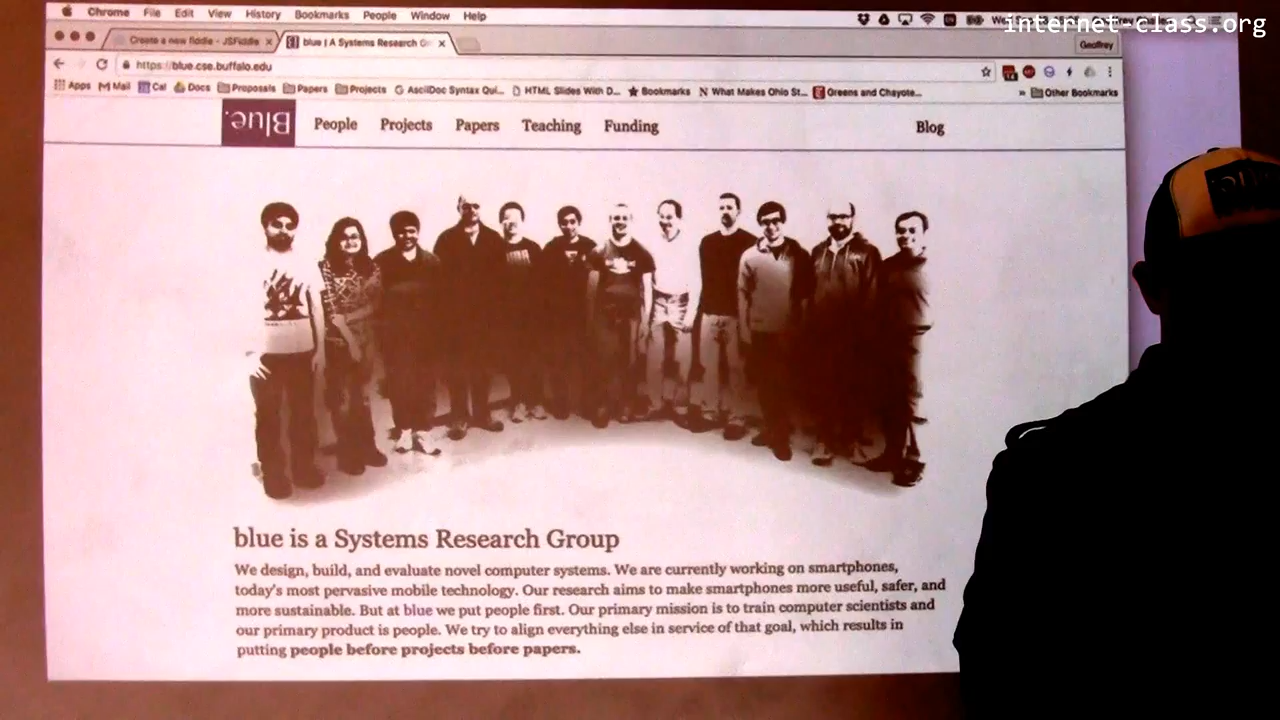 Chrome File Edit View History Bookmarks People Window Help
internet-class.org
Create a new fiddle - JSFiddle
blue | A Systems Research G
Geoffrey
https://blue.cse.buffalo.edu
Apps Mail Cal Docs Proposals Papers Projects AsciiDoc Syntax Qui... HTML Slides With D... Bookmarks What Makes Ohio St... Greens and Chayote... » Other Bookmarks
Blue. People Projects Papers Teaching Funding Blog
blue is a Systems Research Group
We design, build, and evaluate novel computer systems. We are currently working on smartphones,
today's most pervasive mobile technology. Our research aims to make smartphones more useful, safer, and
more sustainable. But at blue we put people first. Our primary mission is to train computer scientists and
our primary product is people. We try to align everything else in service of that goal, which results in
putting people before projects before papers.